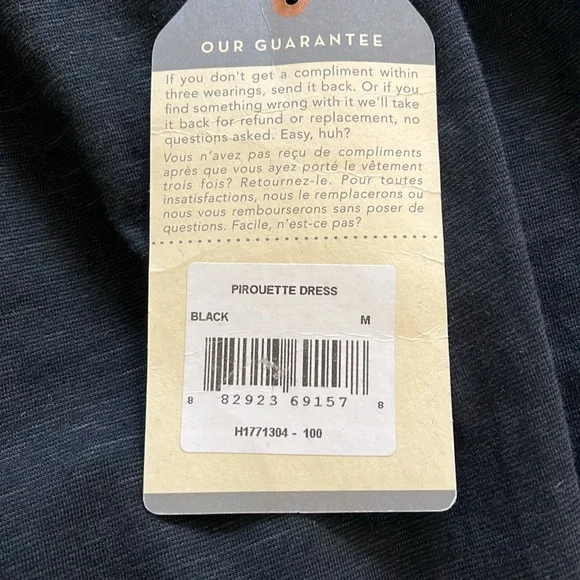 OUR GUARANTEE
If you don't get a compliment within
three wearings, send it back. Or if you
find something wrong with it we'll take
it back for refund or replacement, no
questions asked. Easy, huh?
Vous n'avez pas reçu de compliments
après que vous ayez porté le vêtement
trois fois? Retournez-le. Pour toutes
insatisfactions, nous le remplacerons ou
nous vous rembourserons sans poser de
questions. Facile, n'est-ce pas?
PIROUETTE DRESS
BLACK M
8 82923 69157 8
H1771304 - 100